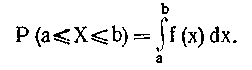 P (a⩽X⩽b) = ∫ₐᵇ f (x) dx.